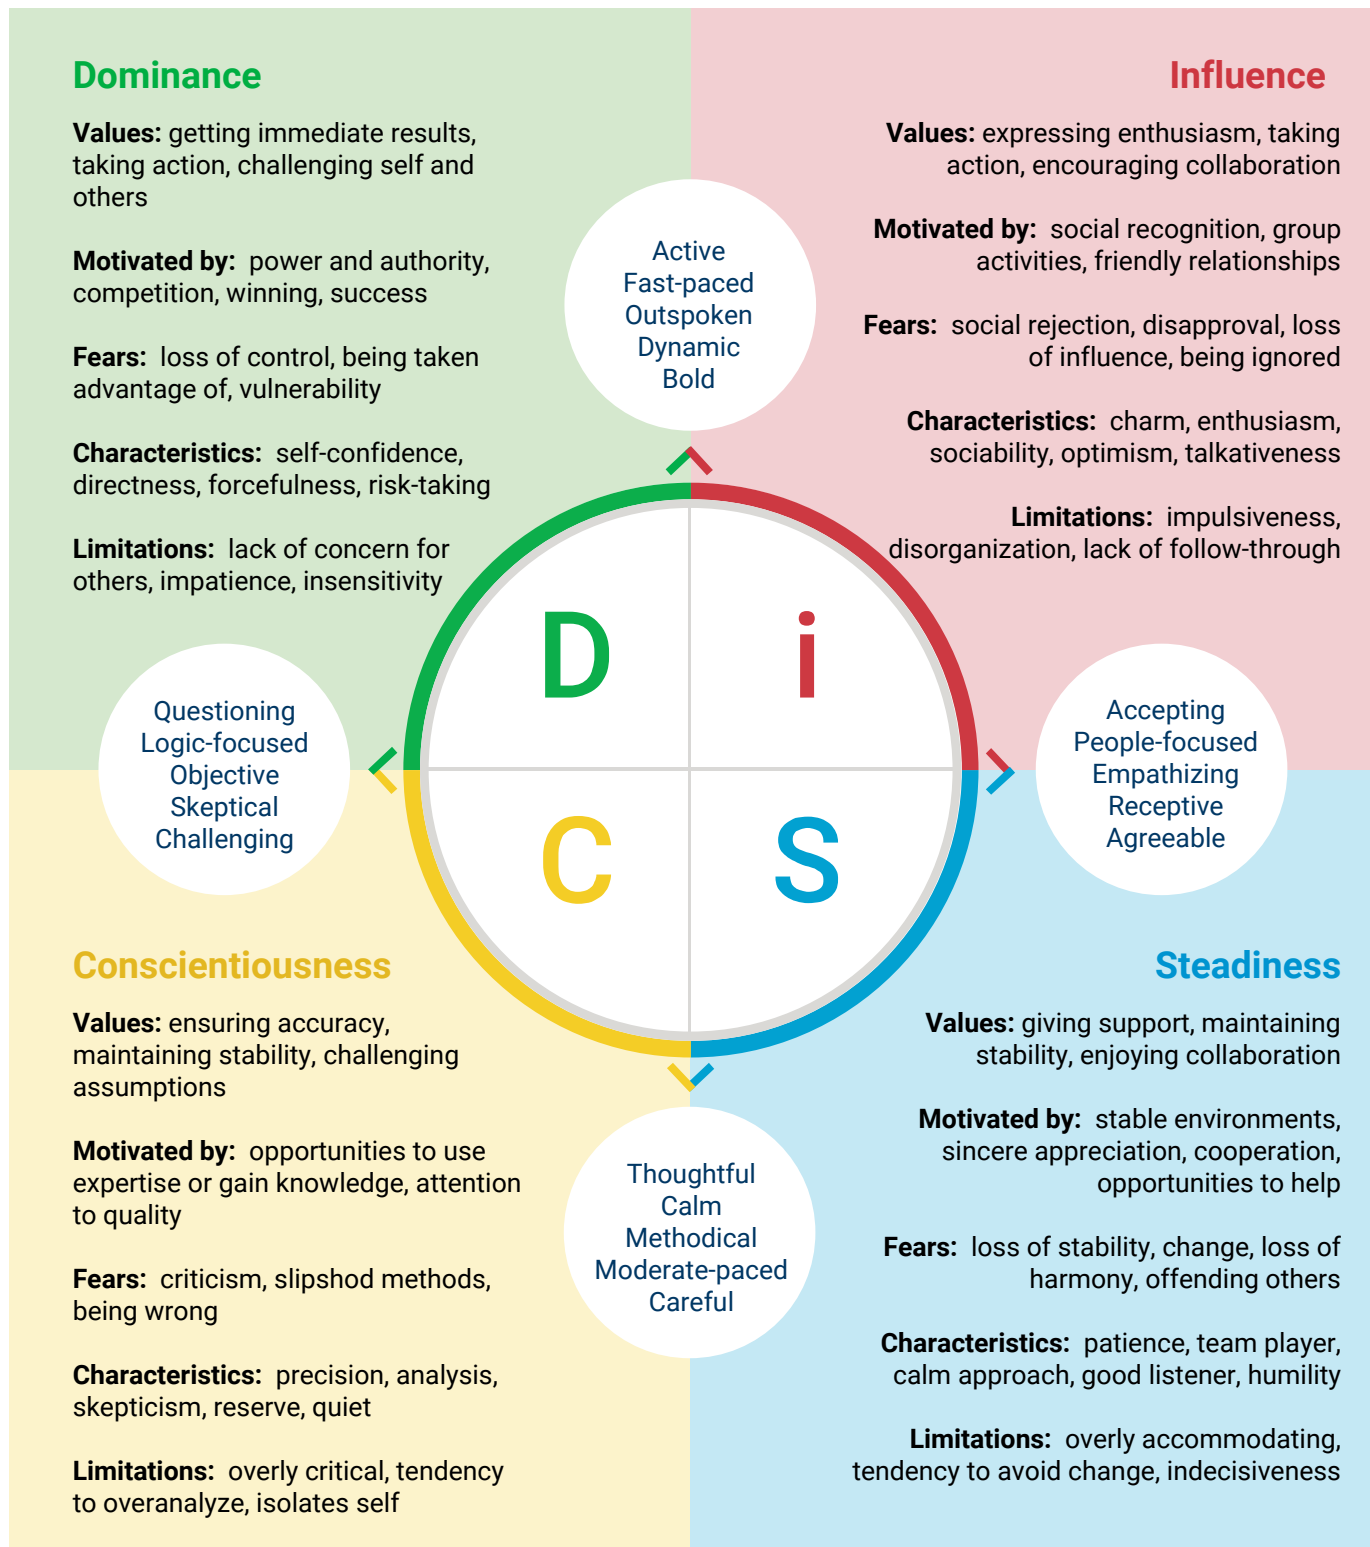 Dominance
Values: getting immediate results,
taking action, challenging self and
others
Motivated by: power and authority,
competition, winning, success
Fears: loss of control, being taken
advantage of, vulnerability
Characteristics: self-confidence,
directness, forcefulness, risk-taking
Limitations: lack of concern for
others, impatience, insensitivity
Influence
Values: expressing enthusiasm, taking
action, encouraging collaboration
Motivated by: social recognition, group
activities, friendly relationships
Fears: social rejection, disapproval, loss
of influence, being ignored
Characteristics: charm, enthusiasm,
sociability, optimism, talkativeness
Limitations: impulsiveness,
disorganization, lack of follow-through
Active
Fast-paced
Outspoken
Dynamic
Bold
D
i
C
S
Questioning
Logic-focused
Objective
Skeptical
Challenging
Accepting
People-focused
Empathizing
Receptive
Agreeable
Conscientiousness
Values: ensuring accuracy,
maintaining stability, challenging
assumptions
Motivated by: opportunities to use
expertise or gain knowledge, attention
to quality
Fears: criticism, slipshod methods,
being wrong
Characteristics: precision, analysis,
skepticism, reserve, quiet
Limitations: overly critical, tendency
to overanalyze, isolates self
Thoughtful
Calm
Methodical
Moderate-paced
Careful
Steadiness
Values: giving support, maintaining
stability, enjoying collaboration
Motivated by: stable environments,
sincere appreciation, cooperation,
opportunities to help
Fears: loss of stability, change, loss of
harmony, offending others
Characteristics: patience, team player,
calm approach, good listener, humility
Limitations: overly accommodating,
tendency to avoid change, indecisiveness